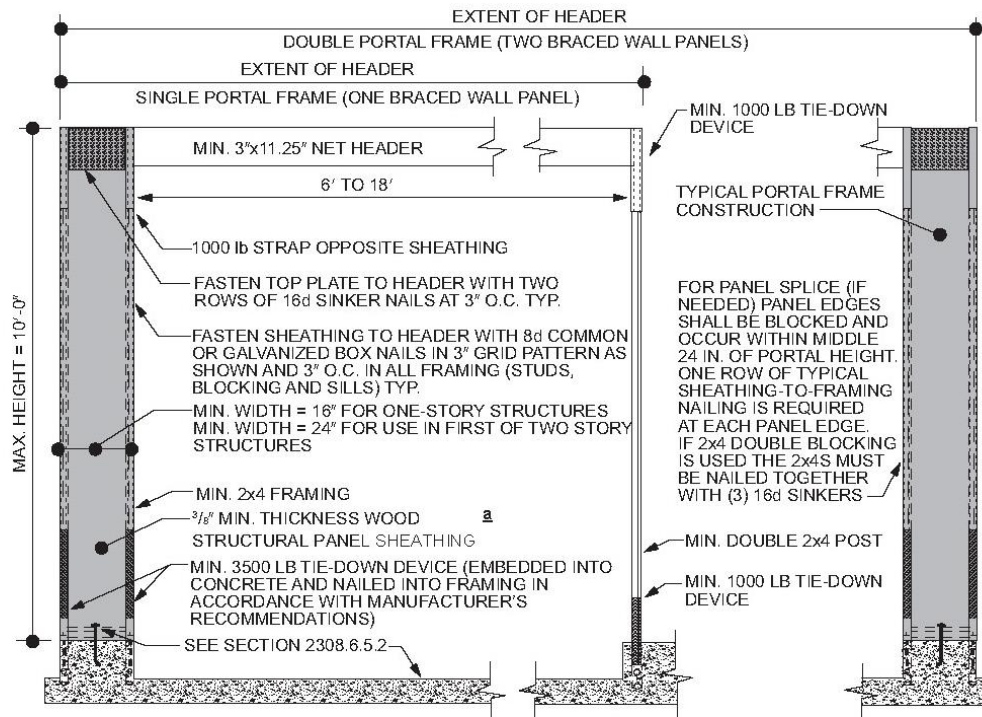 EXTENT OF HEADER
DOUBLE PORTAL FRAME (TWO BRACED WALL PANELS)
EXTENT OF HEADER
SINGLE PORTAL FRAME (ONE BRACED WALL PANEL)
MIN. 1000 LB TIE-DOWN
DEVICE
MIN. 3"x11.25" NET HEADER
6' TO 18'
TYPICAL PORTAL FRAME
CONSTRUCTION
1000 lb STRAP OPPOSITE SHEATHING
FASTEN TOP PLATE TO HEADER WITH TWO
ROWS OF 16d SINKER NAILS AT 3" O.C. TYP.
FASTEN SHEATHING TO HEADER WITH 8d COMMON
OR GALVANIZED BOX NAILS IN 3" GRID PATTERN AS
SHOWN AND 3" O.C. IN ALL FRAMING (STUDS,
BLOCKING AND SILLS) TYP.
FOR PANEL SPLICE (IF
NEEDED) PANEL EDGES
SHALL BE BLOCKED AND
OCCUR WITHIN MIDDLE
24 IN. OF PORTAL HEIGHT.
ONE ROW OF TYPICAL
SHEATHING-TO-FRAMING
NAILING IS REQUIRED
AT EACH PANEL EDGE.
IF 2x4 DOUBLE BLOCKING
IS USED THE 2x4S MUST
BE NAILED TOGETHER
WITH (3) 16d SINKERS
MAX. HEIGHT = 10'-0"
MIN. WIDTH = 16" FOR ONE-STORY STRUCTURES
MIN. WIDTH = 24" FOR USE IN FIRST OF TWO STORY
STRUCTURES
MIN. 2x4 FRAMING
3/8" MIN. THICKNESS WOOD a
STRUCTURAL PANEL SHEATHING
MIN. DOUBLE 2x4 POST
MIN. 3500 LB TIE-DOWN DEVICE (EMBEDDED INTO
CONCRETE AND NAILED INTO FRAMING IN
ACCORDANCE WITH MANUFACTURER'S
RECOMMENDATIONS)
MIN. 1000 LB TIE-DOWN
DEVICE
SEE SECTION 2308.6.5.2